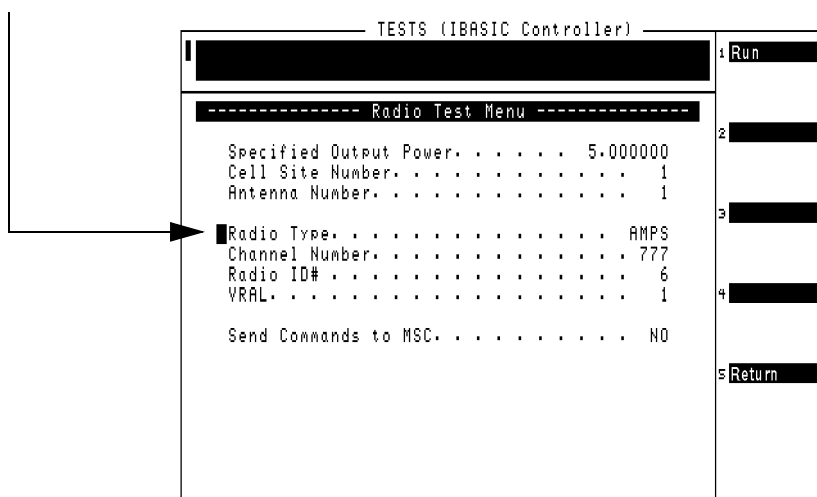 TESTS (IBASIC Controller)
--------------- Radio Test Menu ---------------
Specified Output Power. . . . . . 5.000000
Cell Site Number. . . . . . . . . . . . 1
Antenna Number. . . . . . . . . . . . . 1
Radio Type. . . . . . . . . . . . . . AMPS
Channel Number. . . . . . . . . . . . . 777
Radio ID# . . . . . . . . . . . . . . 6
VRAL. . . . . . . . . . . . . . . . . 1
Send Commands to MSC. . . . . . . . . . NO
1 Run
2
3
4
5 Return